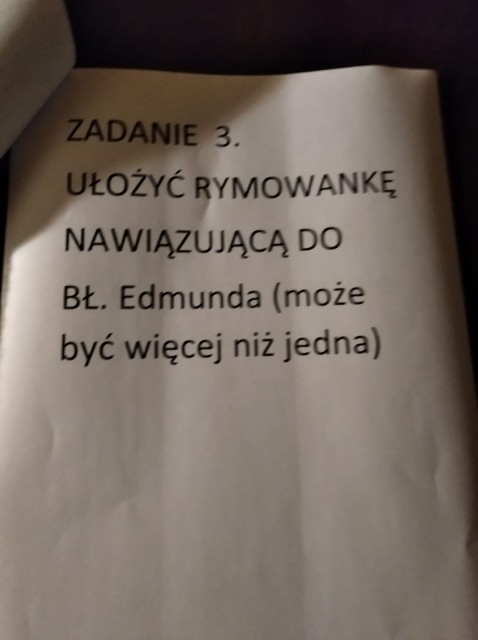 ZADANIE 3.
UŁOŻYĆ RYMOWANKĘ
NAWIĄZUJĄCĄ DO
BŁ. Edmunda (może
być więcej niż jedna)